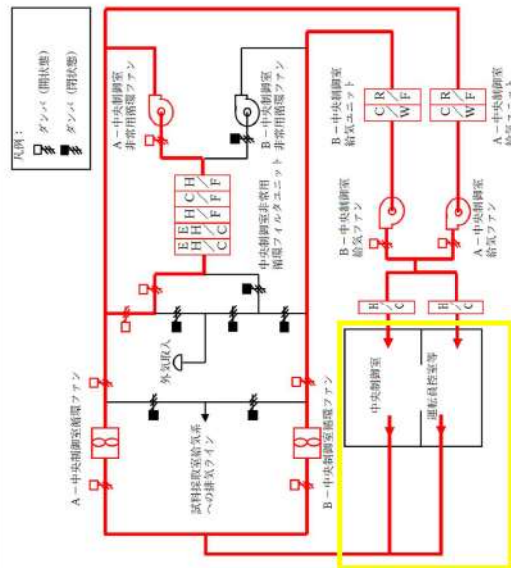 凡例：
ダンパ（開状態）
ダンパ（閉状態）
A－中央制御室
非常用循環ファン
B－中央制御室
非常用循環ファン
E
H
C
E
H
C
H
F
C
F
H
F
中央制御室非常用
循環フィルタユニット
外気取入
A－中央制御室循環ファン
試料採取室給気系
への排気ライン
B－中央制御室循環ファン
B－中央制御室
給気ユニット
C
W
R
F
C
W
R
F
A－中央制御室
給気ユニット
B－中央制御室
給気ファン
A－中央制御室
給気ファン
H
C
H
C
中央制御室
運転員控室等